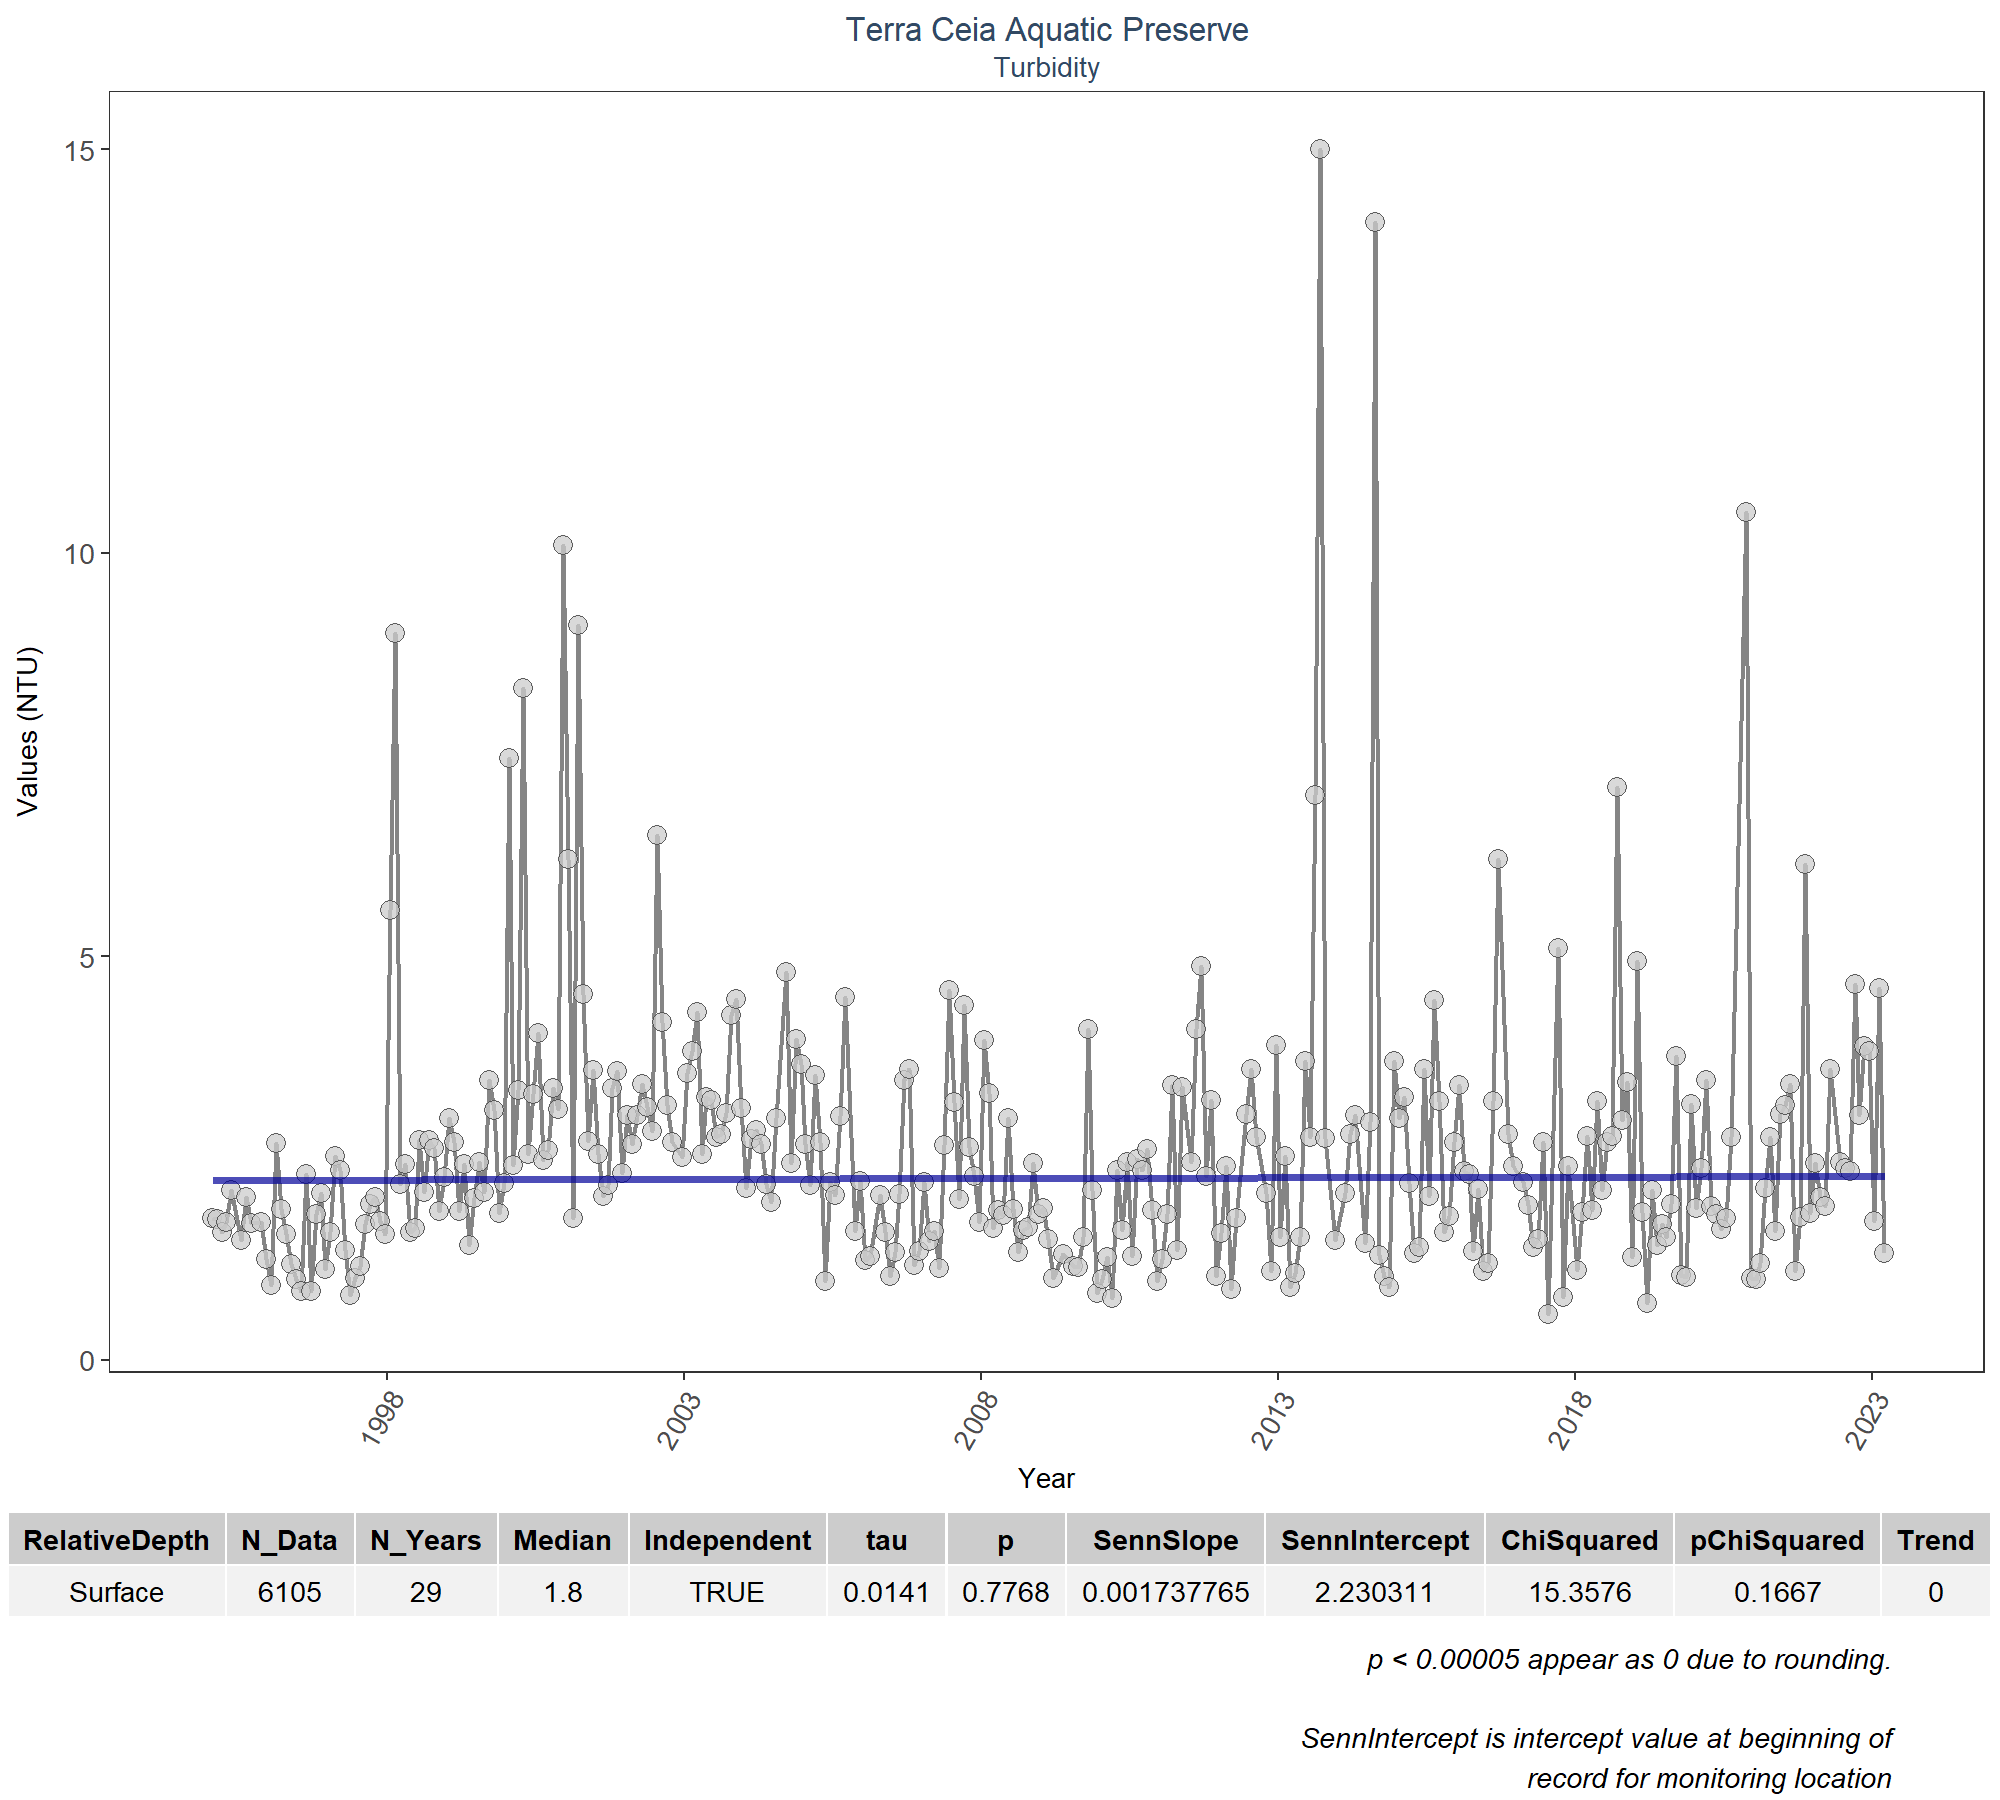 Terra Ceia Aquatic Preserve
Turbidity
15
10
5
0
Values (NTU)
1998
2003
2008
2013
2018
2023
Year
RelativeDepth N_Data N_Years Median Independent tau p SennSlope SennIntercept ChiSquared pChiSquared Trend
Surface 6105 29 1.8 TRUE 0.0141 0.7768 0.001737765 2.230311 15.3576 0.1667 0
p < 0.00005 appear as 0 due to rounding.
SennIntercept is intercept value at beginning of
record for monitoring location